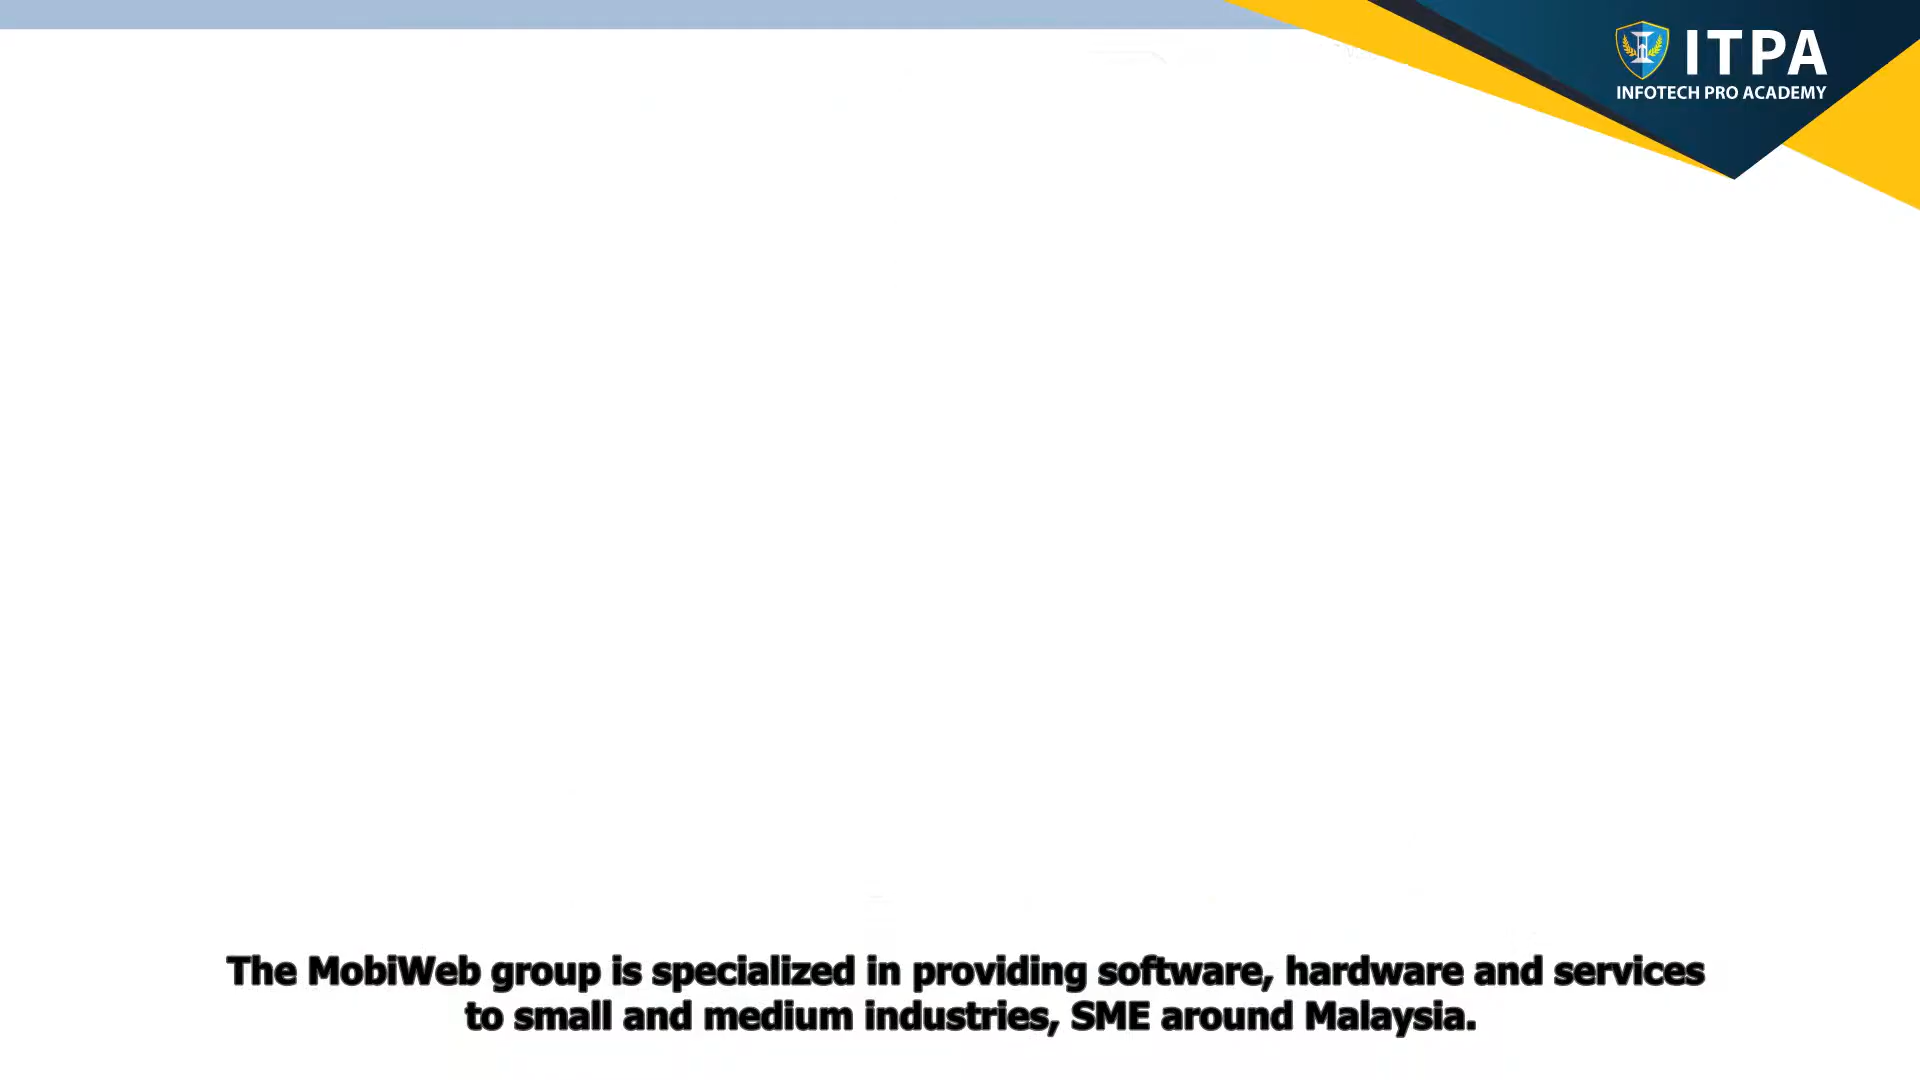 ITPA
INFOTECH PRO ACADEMY
The MobiWeb group is specialized in providing software, hardware and services
to small and medium industries, SME around Malaysia.